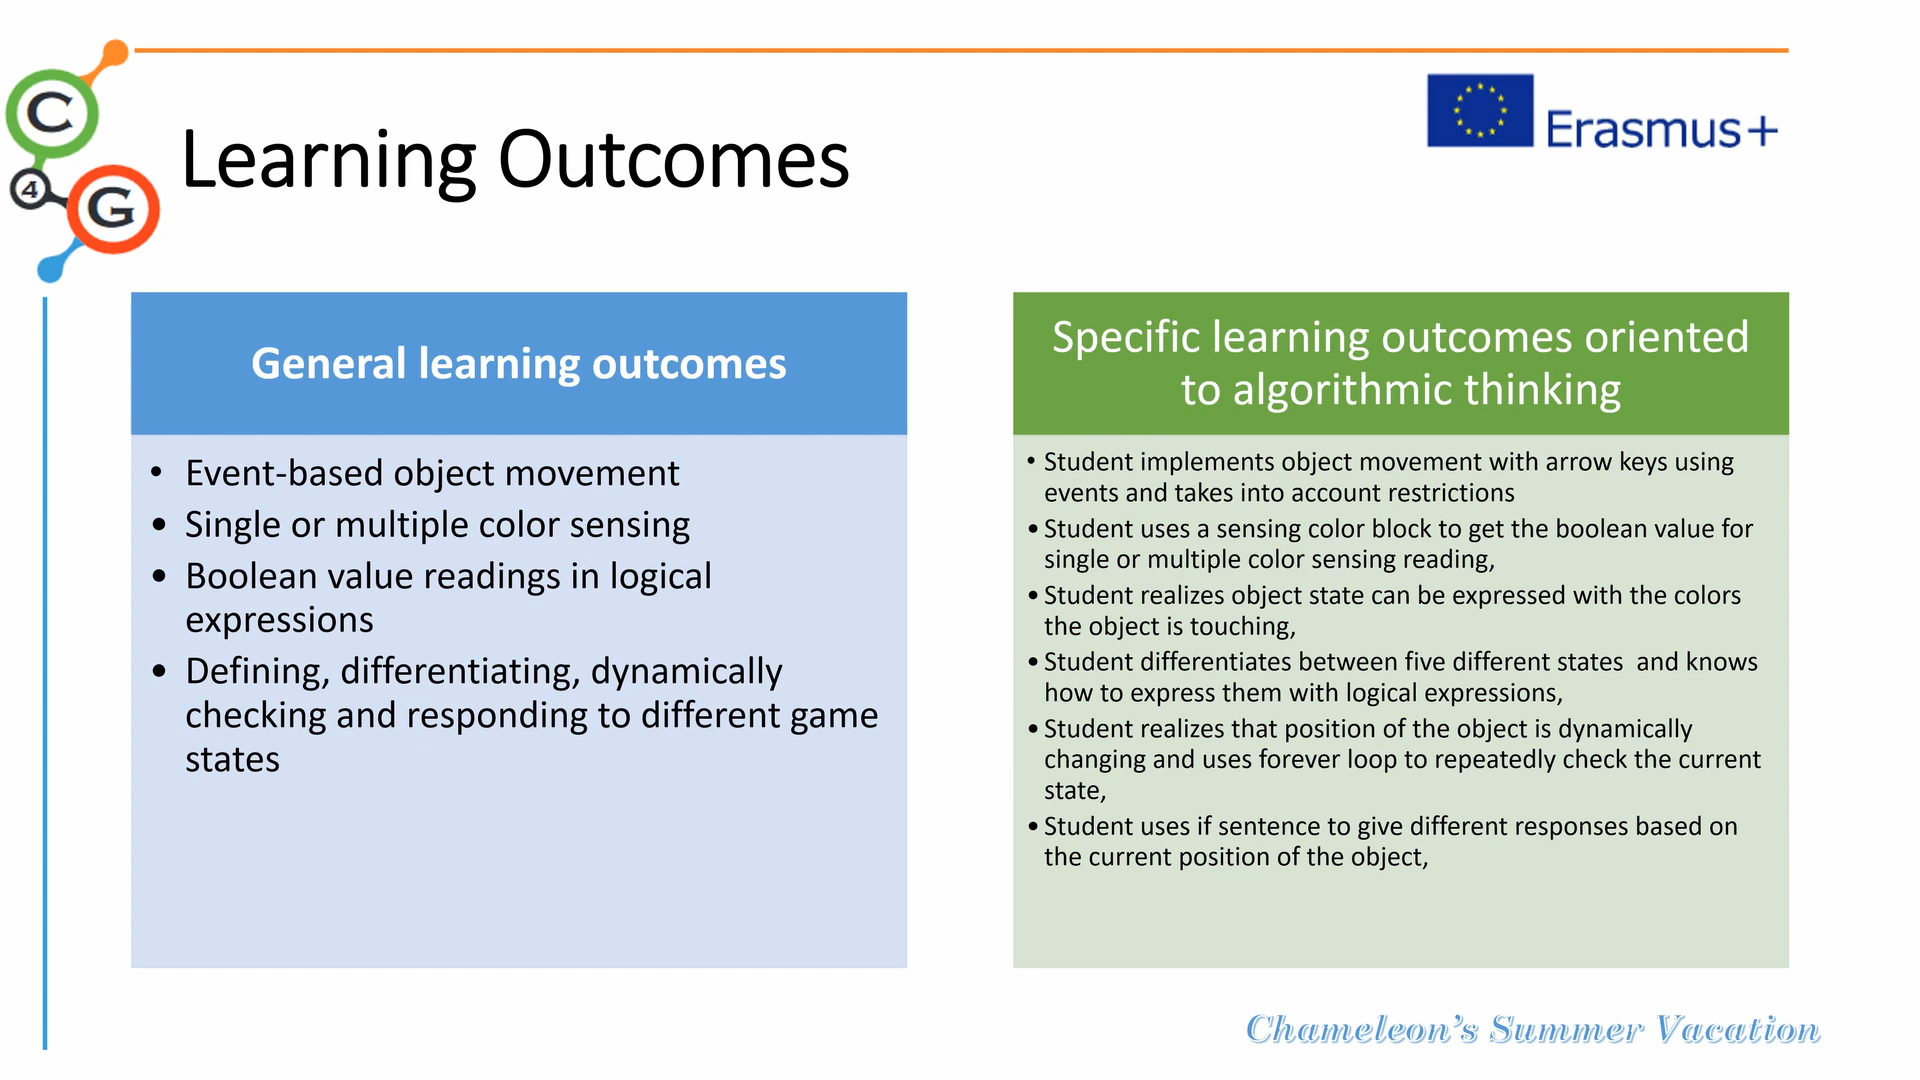 C
4
G
Learning Outcomes
Erasmus+
General learning outcomes
• Event-based object movement
• Single or multiple color sensing
• Boolean value readings in logical
expressions
• Defining, differentiating, dynamically
checking and responding to different game
states
Specific learning outcomes oriented
to algorithmic thinking
• Student implements object movement with arrow keys using
events and takes into account restrictions
• Student uses a sensing color block to get the boolean value for
single or multiple color sensing reading,
• Student realizes object state can be expressed with the colors
the object is touching,
• Student differentiates between five different states  and knows
how to express them with logical expressions,
• Student realizes that position of the object is dynamically
changing and uses forever loop to repeatedly check the current
state,
• Student uses if sentence to give different responses based on
the current position of the object,
Chameleon’s Summer Vacation